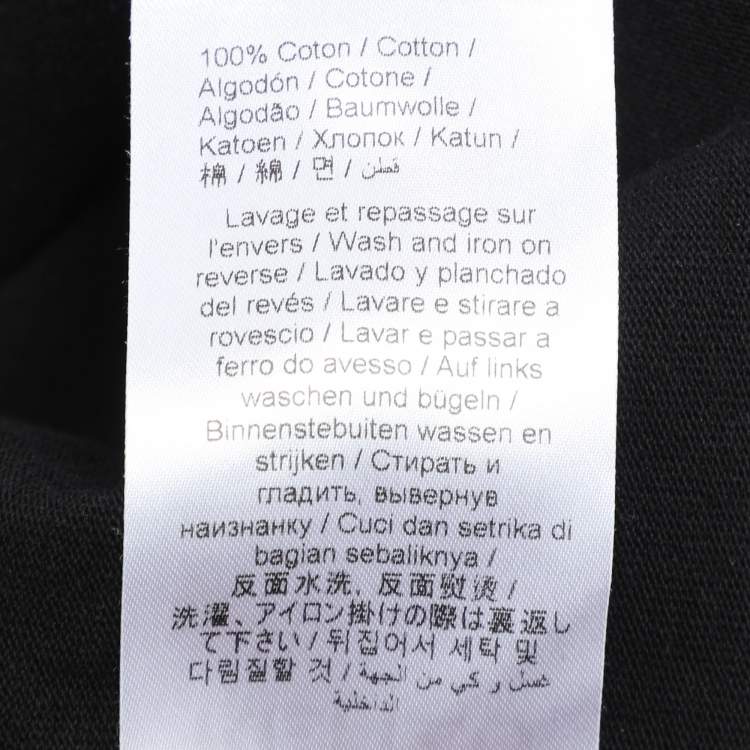 100% Coton / Cotton /
Algodón / Cotone /
Algodão / Baumwolle /
Katoen / Хлопок / Katun /
棉 / 綿 / 면 / قطن
Lavage et repassage sur
l'envers / Wash and iron on
reverse / Lavado y planchado
del revés / Lavare e stirare a
rovescio / Lavar e passar a
ferro do avesso / Auf links
waschen und bügeln /
Binnenstebuiten wassen en
strijken / Стирать и
гладить, вывернув
наизнанку / Cuci dan setrika di
bagian sebaliknya /
反面水洗, 反面熨烫 /
洗濯、アイロン掛けの際は裏返し
て下さい / 뒤집어서 세탁 및
다림질할 것 / غسل و كي من الجهة
الداخلية